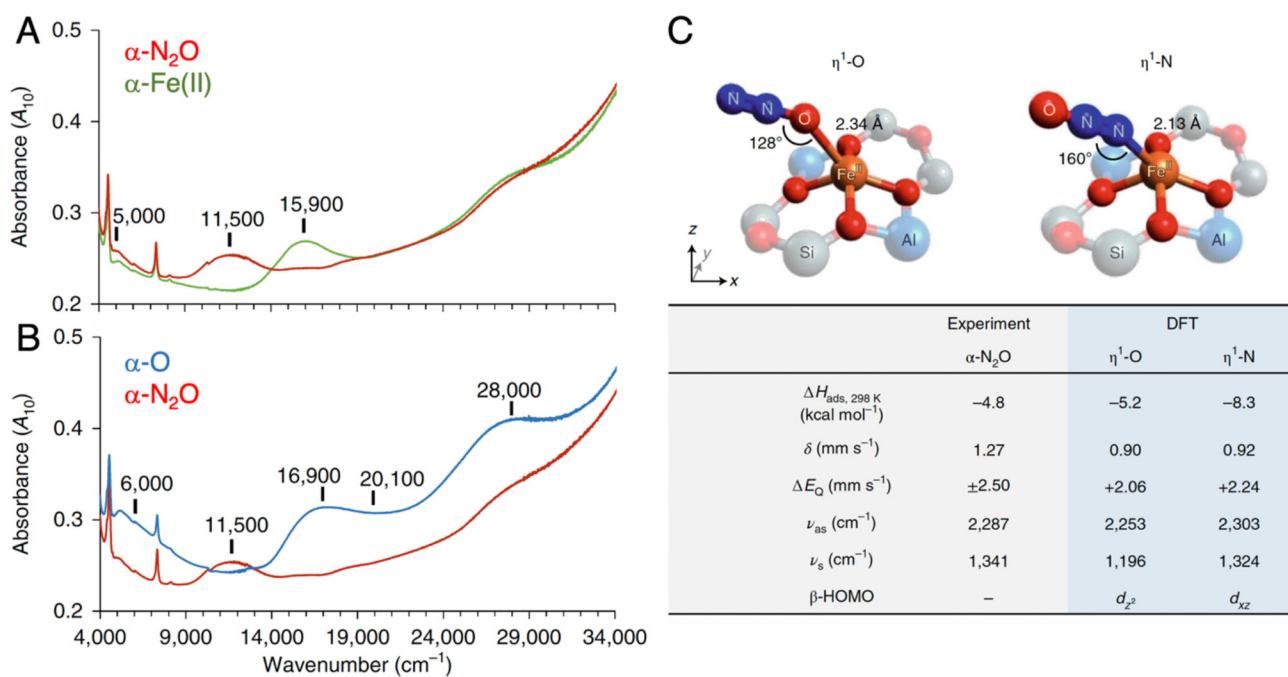 A
α-N₂O
α-Fe(II)
Absorbance (A₁₀)
0.5
0.4
0.3
0.2
5,000
11,500
15,900
B
α-O
α-N₂O
Absorbance (A₁₀)
0.5
0.4
0.3
0.2
6,000
11,500
16,900
20,100
28,000
4,000 9,000 14,000 19,000 24,000 29,000 34,000
Wavenumber (cm⁻¹)
C
η¹-O
N N O
128°
2.34 Å
Feᴵᴵ
Si
Al
z
y
x
η¹-N
O N N
160°
2.13 Å
Feᴵᴵ
Si
Al
Experiment DFT
α-N₂O η¹-O η¹-N
ΔH_ads, 298 K
(kcal mol⁻¹) –4.8 –5.2 –8.3
δ (mm s⁻¹) 1.27 0.90 0.92
ΔE_Q (mm s⁻¹) ±2.50 +2.06 +2.24
ν_as (cm⁻¹) 2,287 2,253 2,303
ν_s (cm⁻¹) 1,341 1,196 1,324
β-HOMO – d_z² d_xz